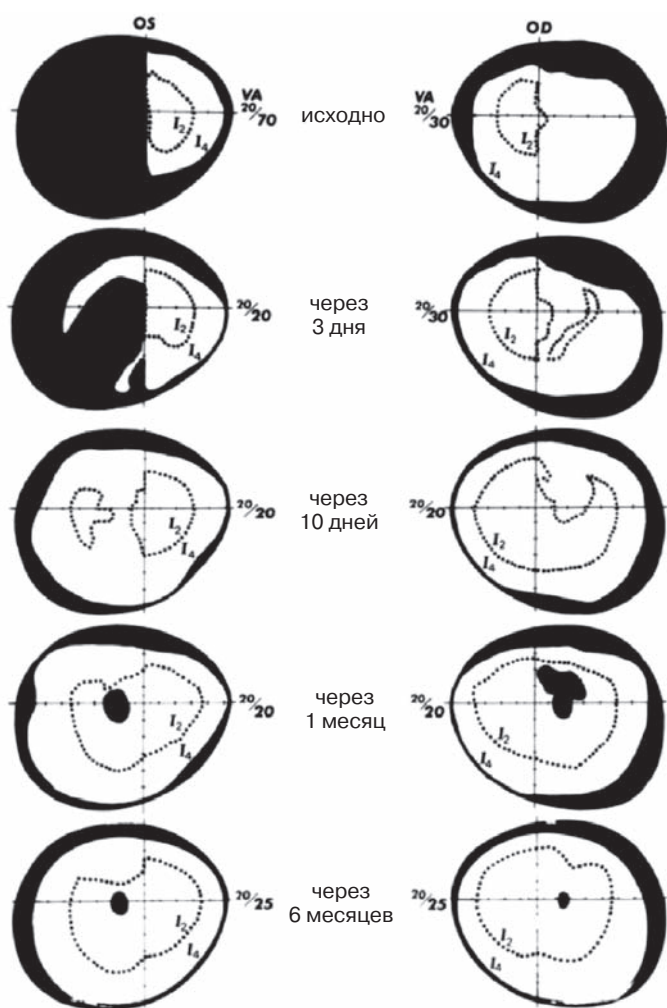 OS
OD
VA
20/70
исходно
VA
20/30
I2
I4
I2
I4
20/20
через
3 дня
20/30
I2
I4
I2
I4
20/20
через
10 дней
20/20
I2
I4
I2
I4
20/20
через
1 месяц
20/20
I2
I4
I2
I4
20/25
через
6 месяцев
20/25
I2
I4
I2
I4